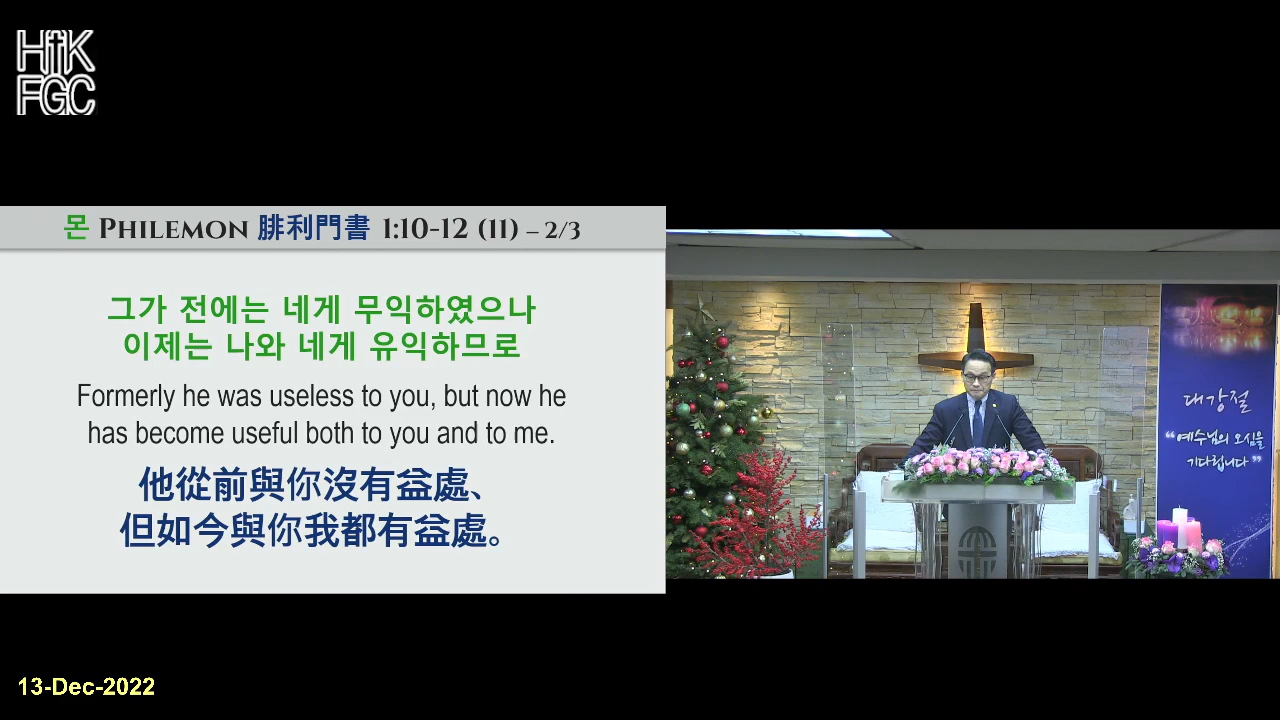 HfK
FGC
몬 PHILEMON 腓利門書 1:10-12 (11) – 2/3
그가 전에는 네게 무익하였으나
이제는 나와 네게 유익하므로
Formerly he was useless to you, but now he
has become useful both to you and to me.
他從前與你沒有益處、
但如今與你我都有益處。
대강절
“예수님의 오심을
기다립니다”
13-Dec-2022